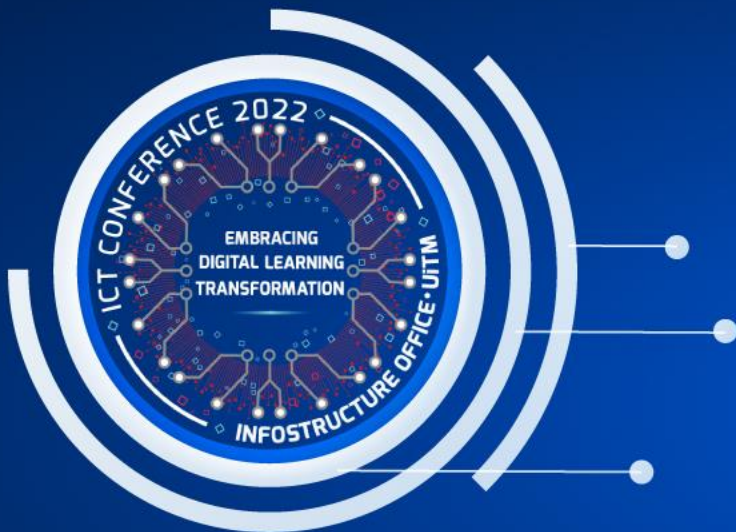 ICT CONFERENCE 2022
EMBRACING
DIGITAL LEARNING
TRANSFORMATION
INFOSTRUCTURE OFFICE • UiTM